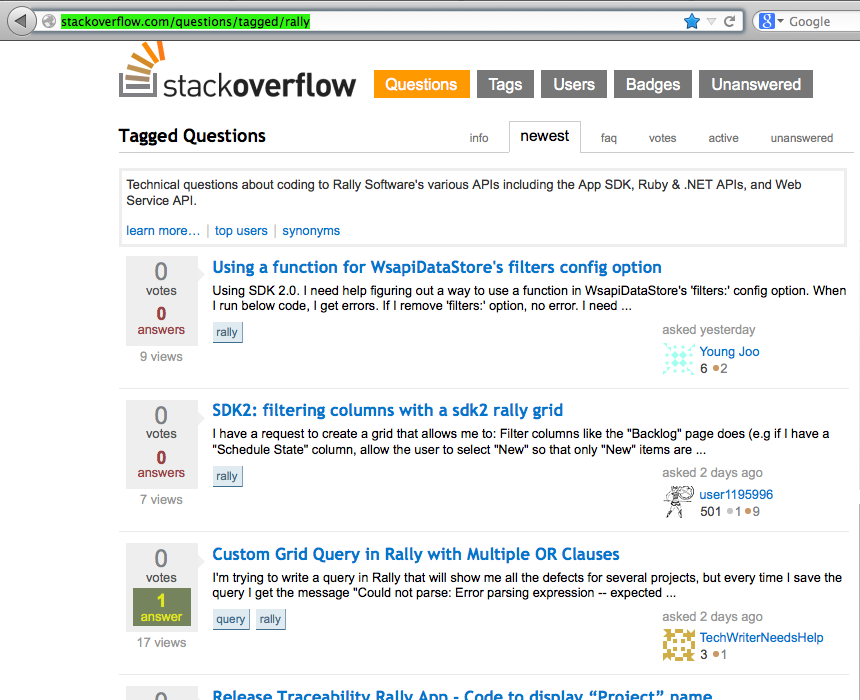 stackoverflow.com/questions/tagged/rally
Google
stackoverflow
Questions Tags Users Badges Unanswered
Tagged Questions
info newest faq votes active unanswered
Technical questions about coding to Rally Software's various APIs including the App SDK, Ruby & .NET APIs, and Web
Service API.
learn more… | top users | synonyms
0
votes
0
answers
9 views
Using a function for WsapiDataStore's filters config option
Using SDK 2.0. I need help figuring out a way to use a function in WsapiDataStore's 'filters:' config option. When
I run below code, I get errors. If I remove 'filters:' option, no error. I need ...
rally
asked yesterday
Young Joo
6 ●2
0
votes
0
answers
7 views
SDK2: filtering columns with a sdk2 rally grid
I have a request to create a grid that allows me to: Filter columns like the "Backlog" page does (e.g if I have a
"Schedule State" column, allow the user to select "New" so that only "New" items are ...
rally
asked 2 days ago
user1195996
501 ●1 ●9
0
votes
1
answer
17 views
Custom Grid Query in Rally with Multiple OR Clauses
I'm trying to write a query in Rally that will show me all the defects for several projects, but every time I save the
query I get the message "Could not parse: Error parsing expression -- expected ...
query rally
asked 2 days ago
TechWriterNeedsHelp
3 ●1
0
Release Traceability Rally App - Code to display “Project” name